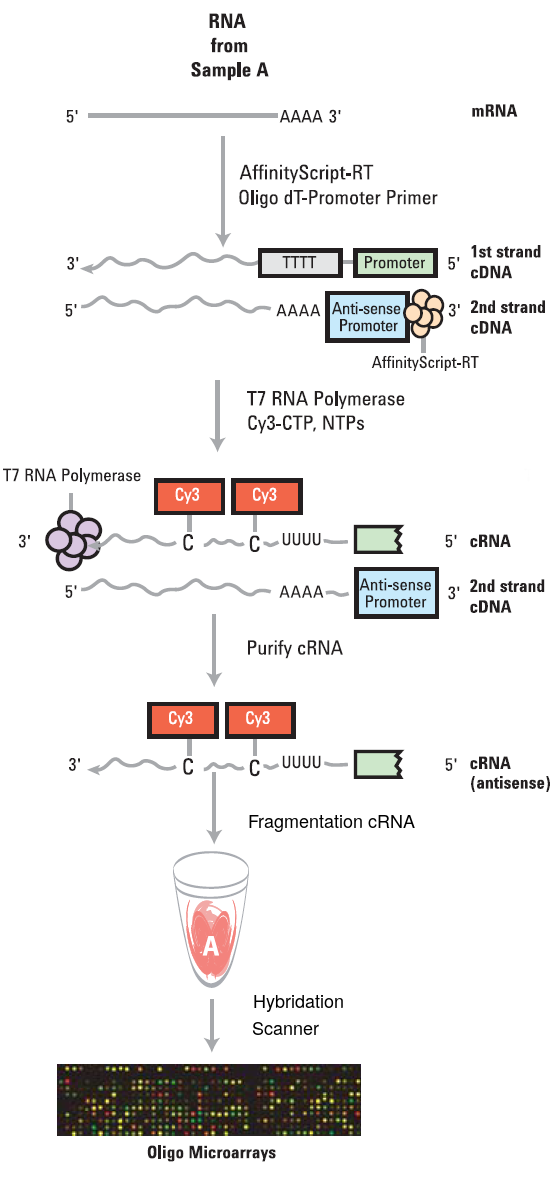 RNA
from
Sample A
5' AAAA 3' mRNA
AffinityScript-RT
Oligo dT-Promoter Primer
3' TTTT Promoter 5' 1st strand
cDNA
5' AAAA Anti-sense
Promoter 3' 2nd strand
cDNA
AffinityScript-RT
T7 RNA Polymerase
Cy3-CTP, NTPs
T7 RNA Polymerase
Cy3 Cy3
3' C C UUUU 5' cRNA
5' AAAA Anti-sense
Promoter 3' 2nd strand
cDNA
Purify cRNA
Cy3 Cy3
3' C C UUUU 5' cRNA
(antisense)
Fragmentation cRNA
A
Hybridation
Scanner
Oligo Microarrays